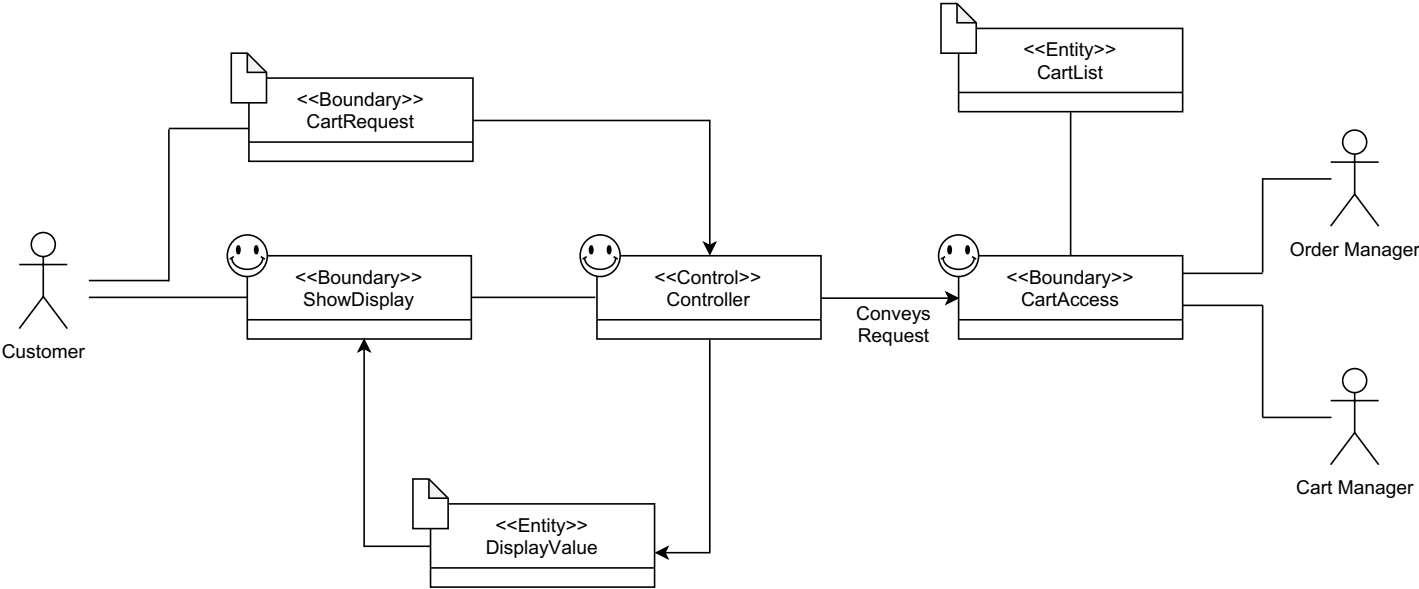 <<Entity>>
CartList
<<Boundary>>
CartRequest
Order Manager
<<Boundary>>
ShowDisplay
<<Control>>
Controller
<<Boundary>>
CartAccess
Conveys
Request
Customer
Cart Manager
<<Entity>>
DisplayValue